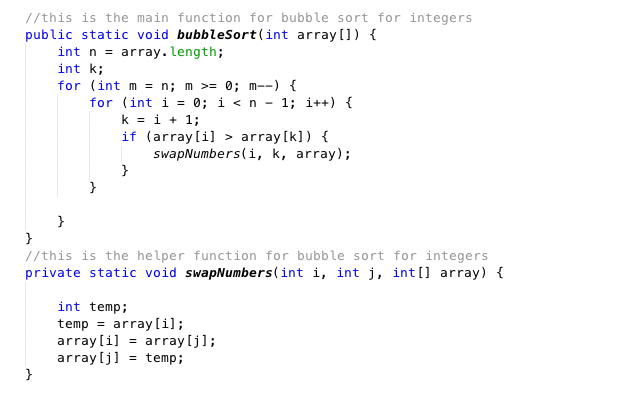 //this is the main function for bubble sort for integers
public static void bubbleSort(int array[]) {
    int n = array.length;
    int k;
    for (int m = n; m >= 0; m--) {
        for (int i = 0; i < n - 1; i++) {
            k = i + 1;
            if (array[i] > array[k]) {
                swapNumbers(i, k, array);
            }
        }

    }
}
//this is the helper function for bubble sort for integers
private static void swapNumbers(int i, int j, int[] array) {

    int temp;
    temp = array[i];
    array[i] = array[j];
    array[j] = temp;
}